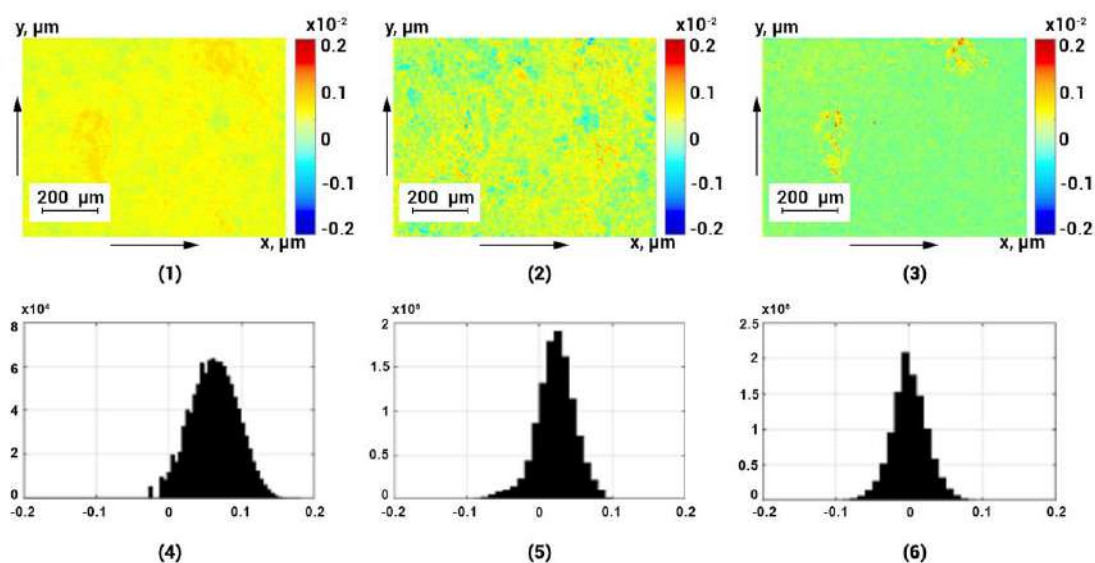 y, µm x10⁻² y, µm x10⁻² y, µm x10⁻²
0.2 0.2 0.2
0.1 0.1 0.1
0 0 0
-0.1 -0.1 -0.1
200 µm 200 µm 200 µm
-0.2 -0.2 -0.2
x, µm x, µm x, µm
(1) (2) (3)
x10⁴
8
6
4
2
0
-0.2 -0.1 0 0.1 0.2
(4)
2
1.5
1
0.5
0
-0.2 -0.1 0 0.1 0.2
(5)
2.5
2
1.5
1
0.5
0
-0.2 -0.1 0 0.1 0.2
(6)